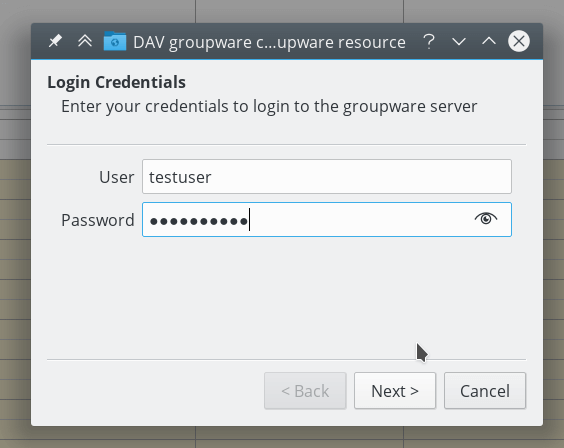 DAV groupware c...upware resource
Login Credentials
Enter your credentials to login to the groupware server
User testuser
Password ●●●●●●●●●●
< Back Next > Cancel